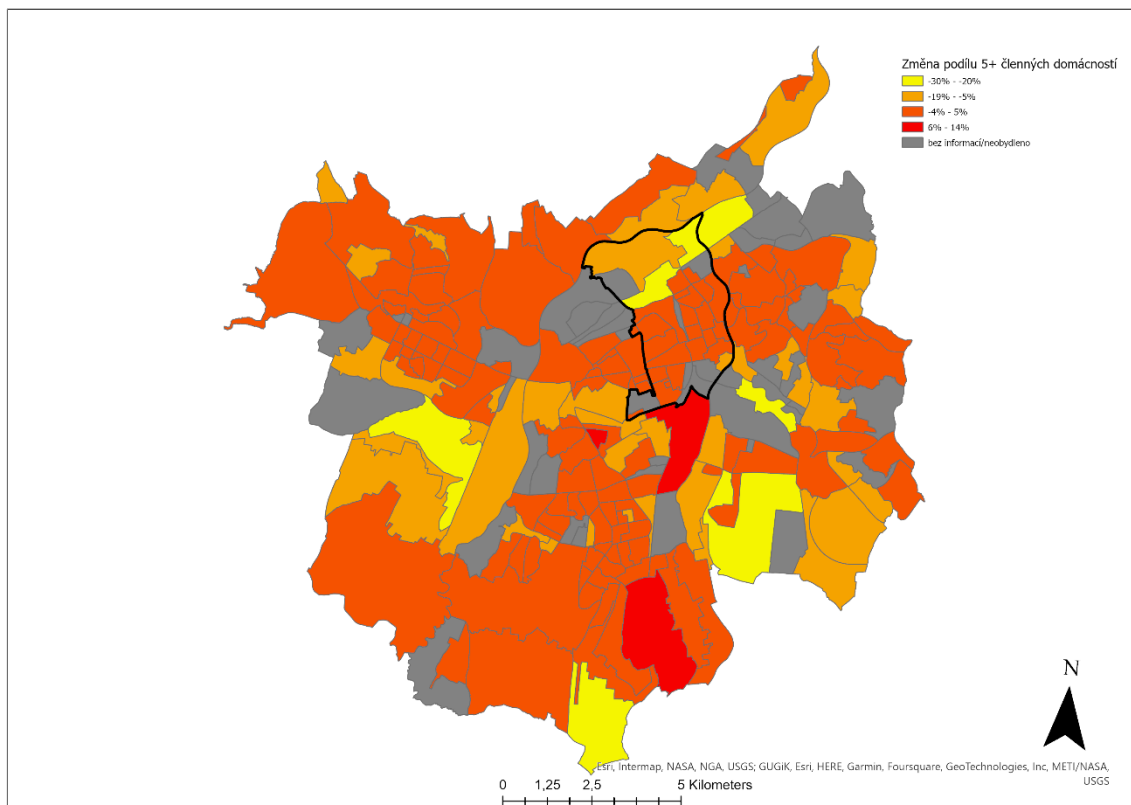 Změna podílu 5+ členných domácností
-30% - -20%
-19% - -5%
-4% - 5%
6% - 14%
bez informací/neobydleno
N
Esri, Intermap, NASA, NGA, USGS; GUGiK, Esri, HERE, Garmin, Foursquare, GeoTechnologies, Inc, METI/NASA,
USGS
0 1,25 2,5 5 Kilometers